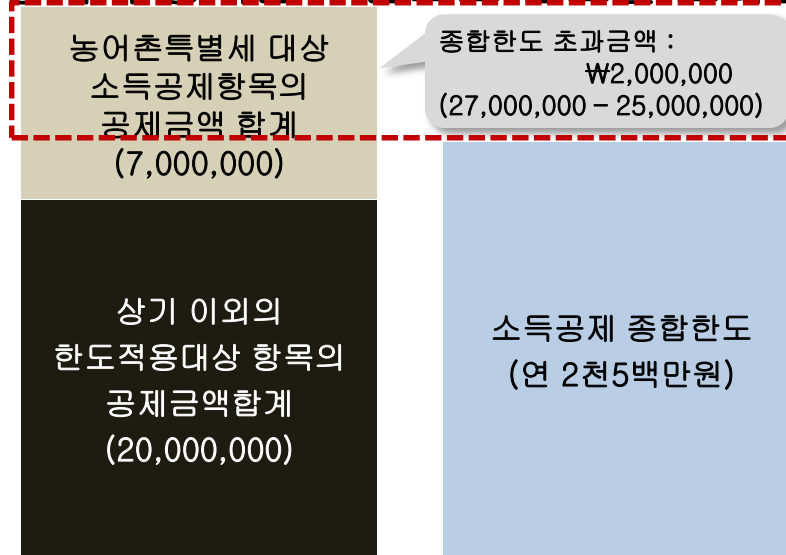 농어촌특별세 대상
소득공제항목의
공제금액 합계
(7,000,000)
종합한도 초과금액 :
₩2,000,000
(27,000,000 – 25,000,000)
상기 이외의
한도적용대상 항목의
공제금액합계
(20,000,000)
소득공제 종합한도
(연 2천5백만원)